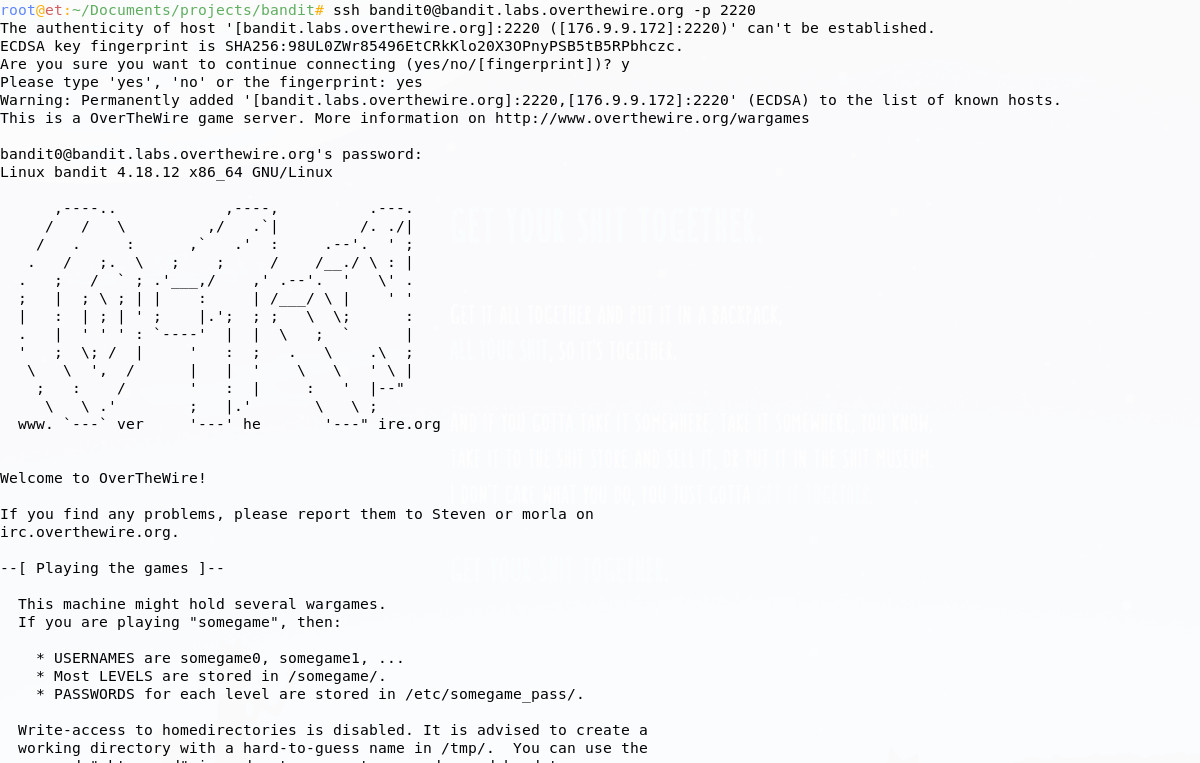 root@et:~/Documents/projects/bandit# ssh bandit0@bandit.labs.overthewire.org -p 2220
The authenticity of host '[bandit.labs.overthewire.org]:2220 ([176.9.9.172]:2220)' can't be established.
ECDSA key fingerprint is SHA256:98UL0ZWr85496EtCRkKlo20X3OPnyPSB5tB5RPbhczc.
Are you sure you want to continue connecting (yes/no/[fingerprint])? y
Please type 'yes', 'no' or the fingerprint: yes
Warning: Permanently added '[bandit.labs.overthewire.org]:2220,[176.9.9.172]:2220' (ECDSA) to the list of known hosts.
This is a OverTheWire game server. More information on http://www.overthewire.org/wargames
bandit0@bandit.labs.overthewire.org's password:
Linux bandit 4.18.12 x86_64 GNU/Linux
www. ver he ire.org
Welcome to OverTheWire!
If you find any problems, please report them to Steven or morla on
irc.overthewire.org.
--[ Playing the games ]--
This machine might hold several wargames.
If you are playing "somegame", then:
* USERNAMES are somegame0, somegame1, ...
* Most LEVELS are stored in /somegame/.
* PASSWORDS for each level are stored in /etc/somegame_pass/.
Write-access to homedirectories is disabled. It is advised to create a
working directory with a hard-to-guess name in /tmp/.  You can use the